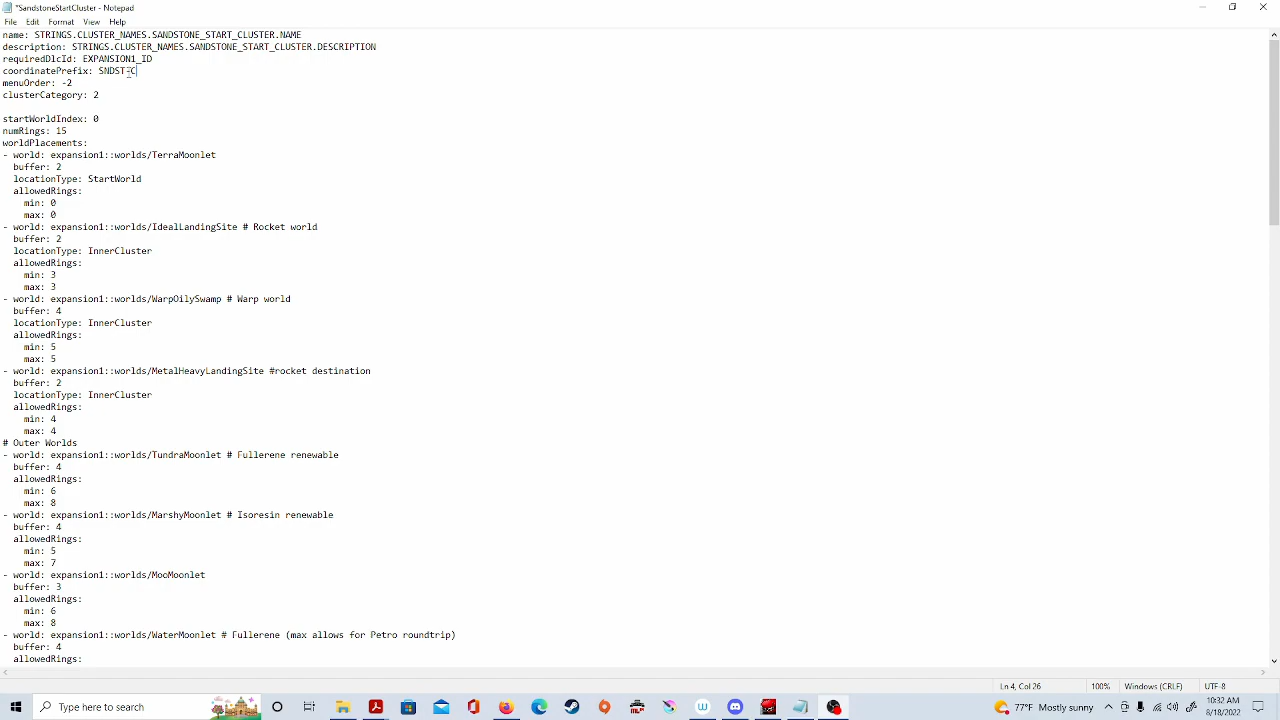 *SandstoneStartCluster - Notepad
File Edit Format View Help
name: STRINGS.CLUSTER_NAMES.SANDSTONE_START_CLUSTER.NAME
description: STRINGS.CLUSTER_NAMES.SANDSTONE_START_CLUSTER.DESCRIPTION
requiredDlcId: EXPANSION1_ID
coordinatePrefix:
menuOrder: -2
clusterCategory: 2
startWorldIndex: 0
numRings: 15
worldPlacements:
- world: expansion1::worlds/TerraMoonlet
buffer: 2
locationType: StartWorld
allowedRings:
min: 0
max: 0
- world: expansion1::worlds/IdealLandingSite # Rocket world
buffer: 2
locationType: InnerCluster
allowedRings:
min: 3
max: 3
- world: expansion1::worlds/WarpOilySwamp # Warp world
buffer: 4
locationType: InnerCluster
allowedRings:
min: 5
max: 5
- world: expansion1::worlds/MetalHeavyLandingSite #rocket destination
buffer: 2
locationType: InnerCluster
allowedRings:
min: 4
max: 4
# Outer Worlds
- world: expansion1::worlds/TundraMoonlet # Fullerene renewable
buffer: 4
allowedRings:
min: 6
max: 8
- world: expansion1::worlds/MarshyMoonlet # Isoresin renewable
buffer: 4
allowedRings:
min: 5
max: 7
- world: expansion1::worlds/MooMoonlet
buffer: 3
allowedRings:
min: 6
max: 8
- world: expansion1::worlds/WaterMoonlet # Fullerene (max allows for Petro roundtrip)
buffer: 4
allowedRings:
Ln 4, Col 26 100% Windows (CRLF) UTF-8
Type here to search
77°F Mostly sunny
10:32 AM
8/18/2022